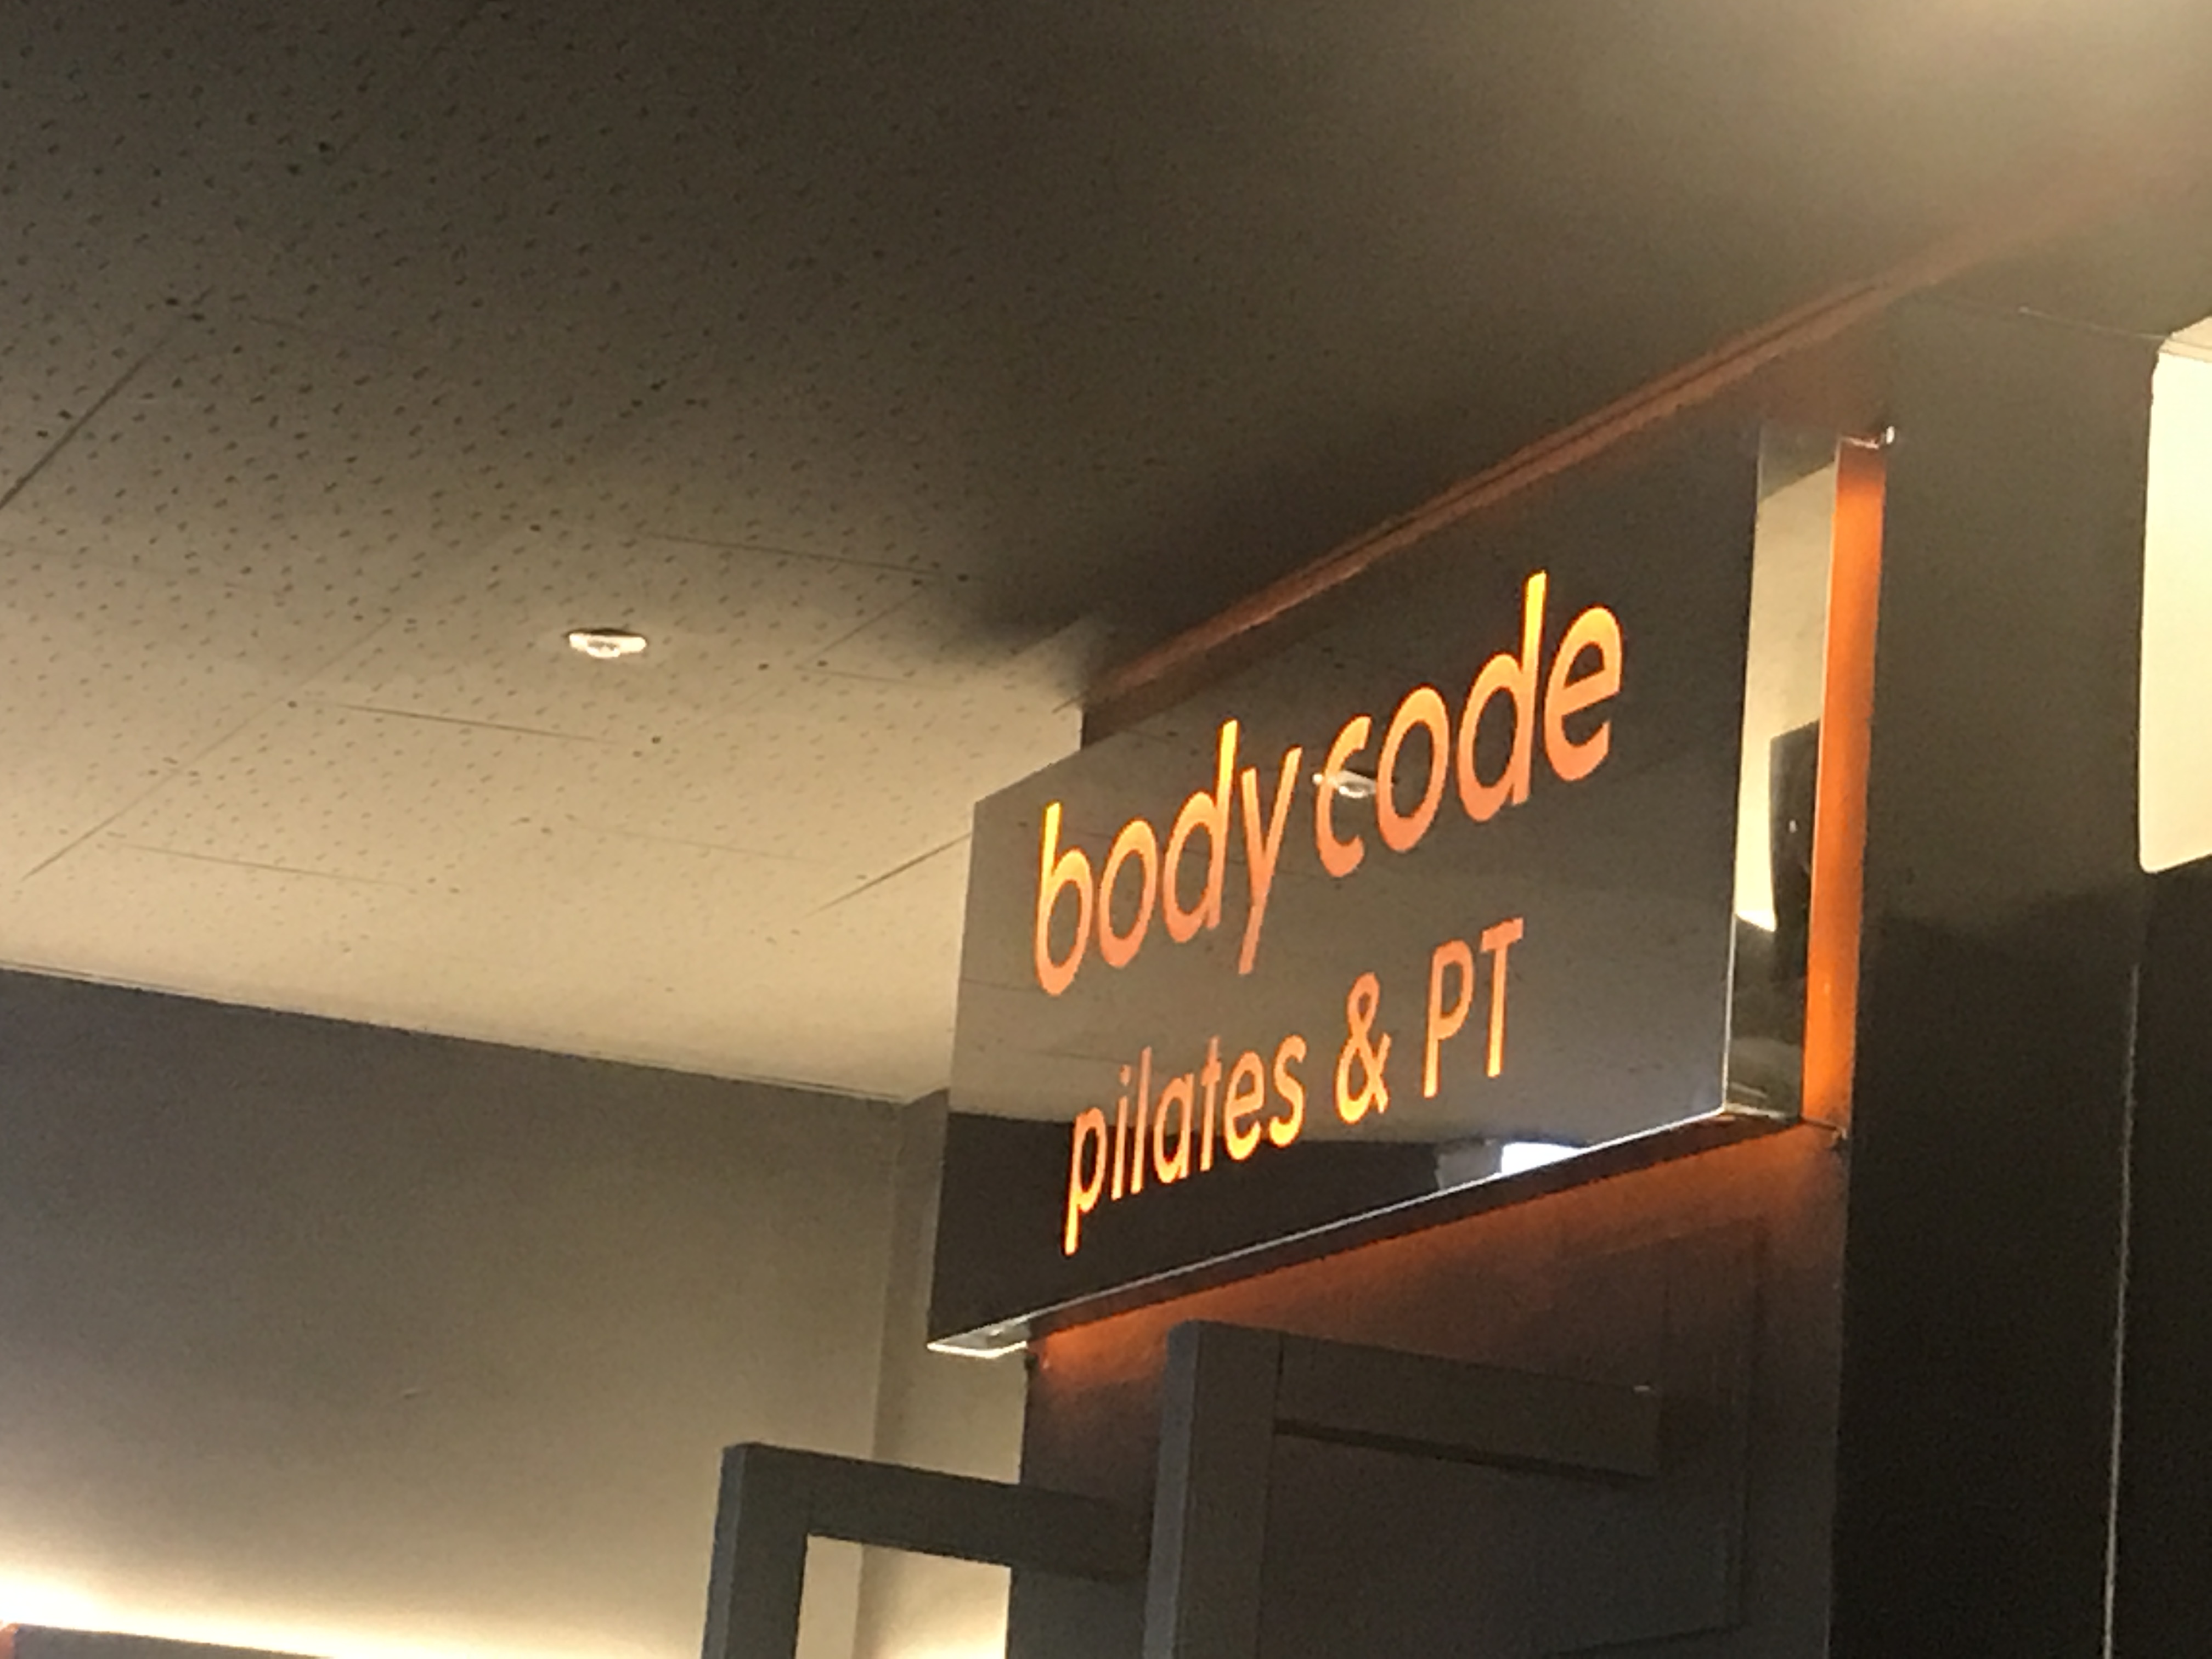 body code
pilates & PT